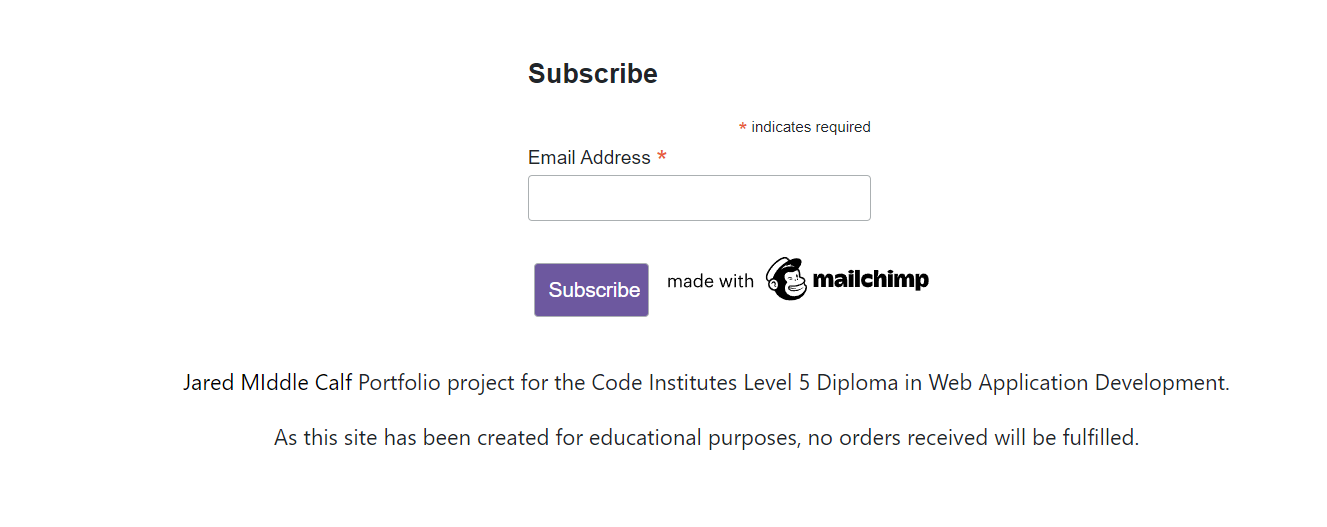 Subscribe
* indicates required
Email Address *
Subscribe made with mailchimp
Jared MIddle Calf Portfolio project for the Code Institutes Level 5 Diploma in Web Application Development.
As this site has been created for educational purposes, no orders received will be fulfilled.